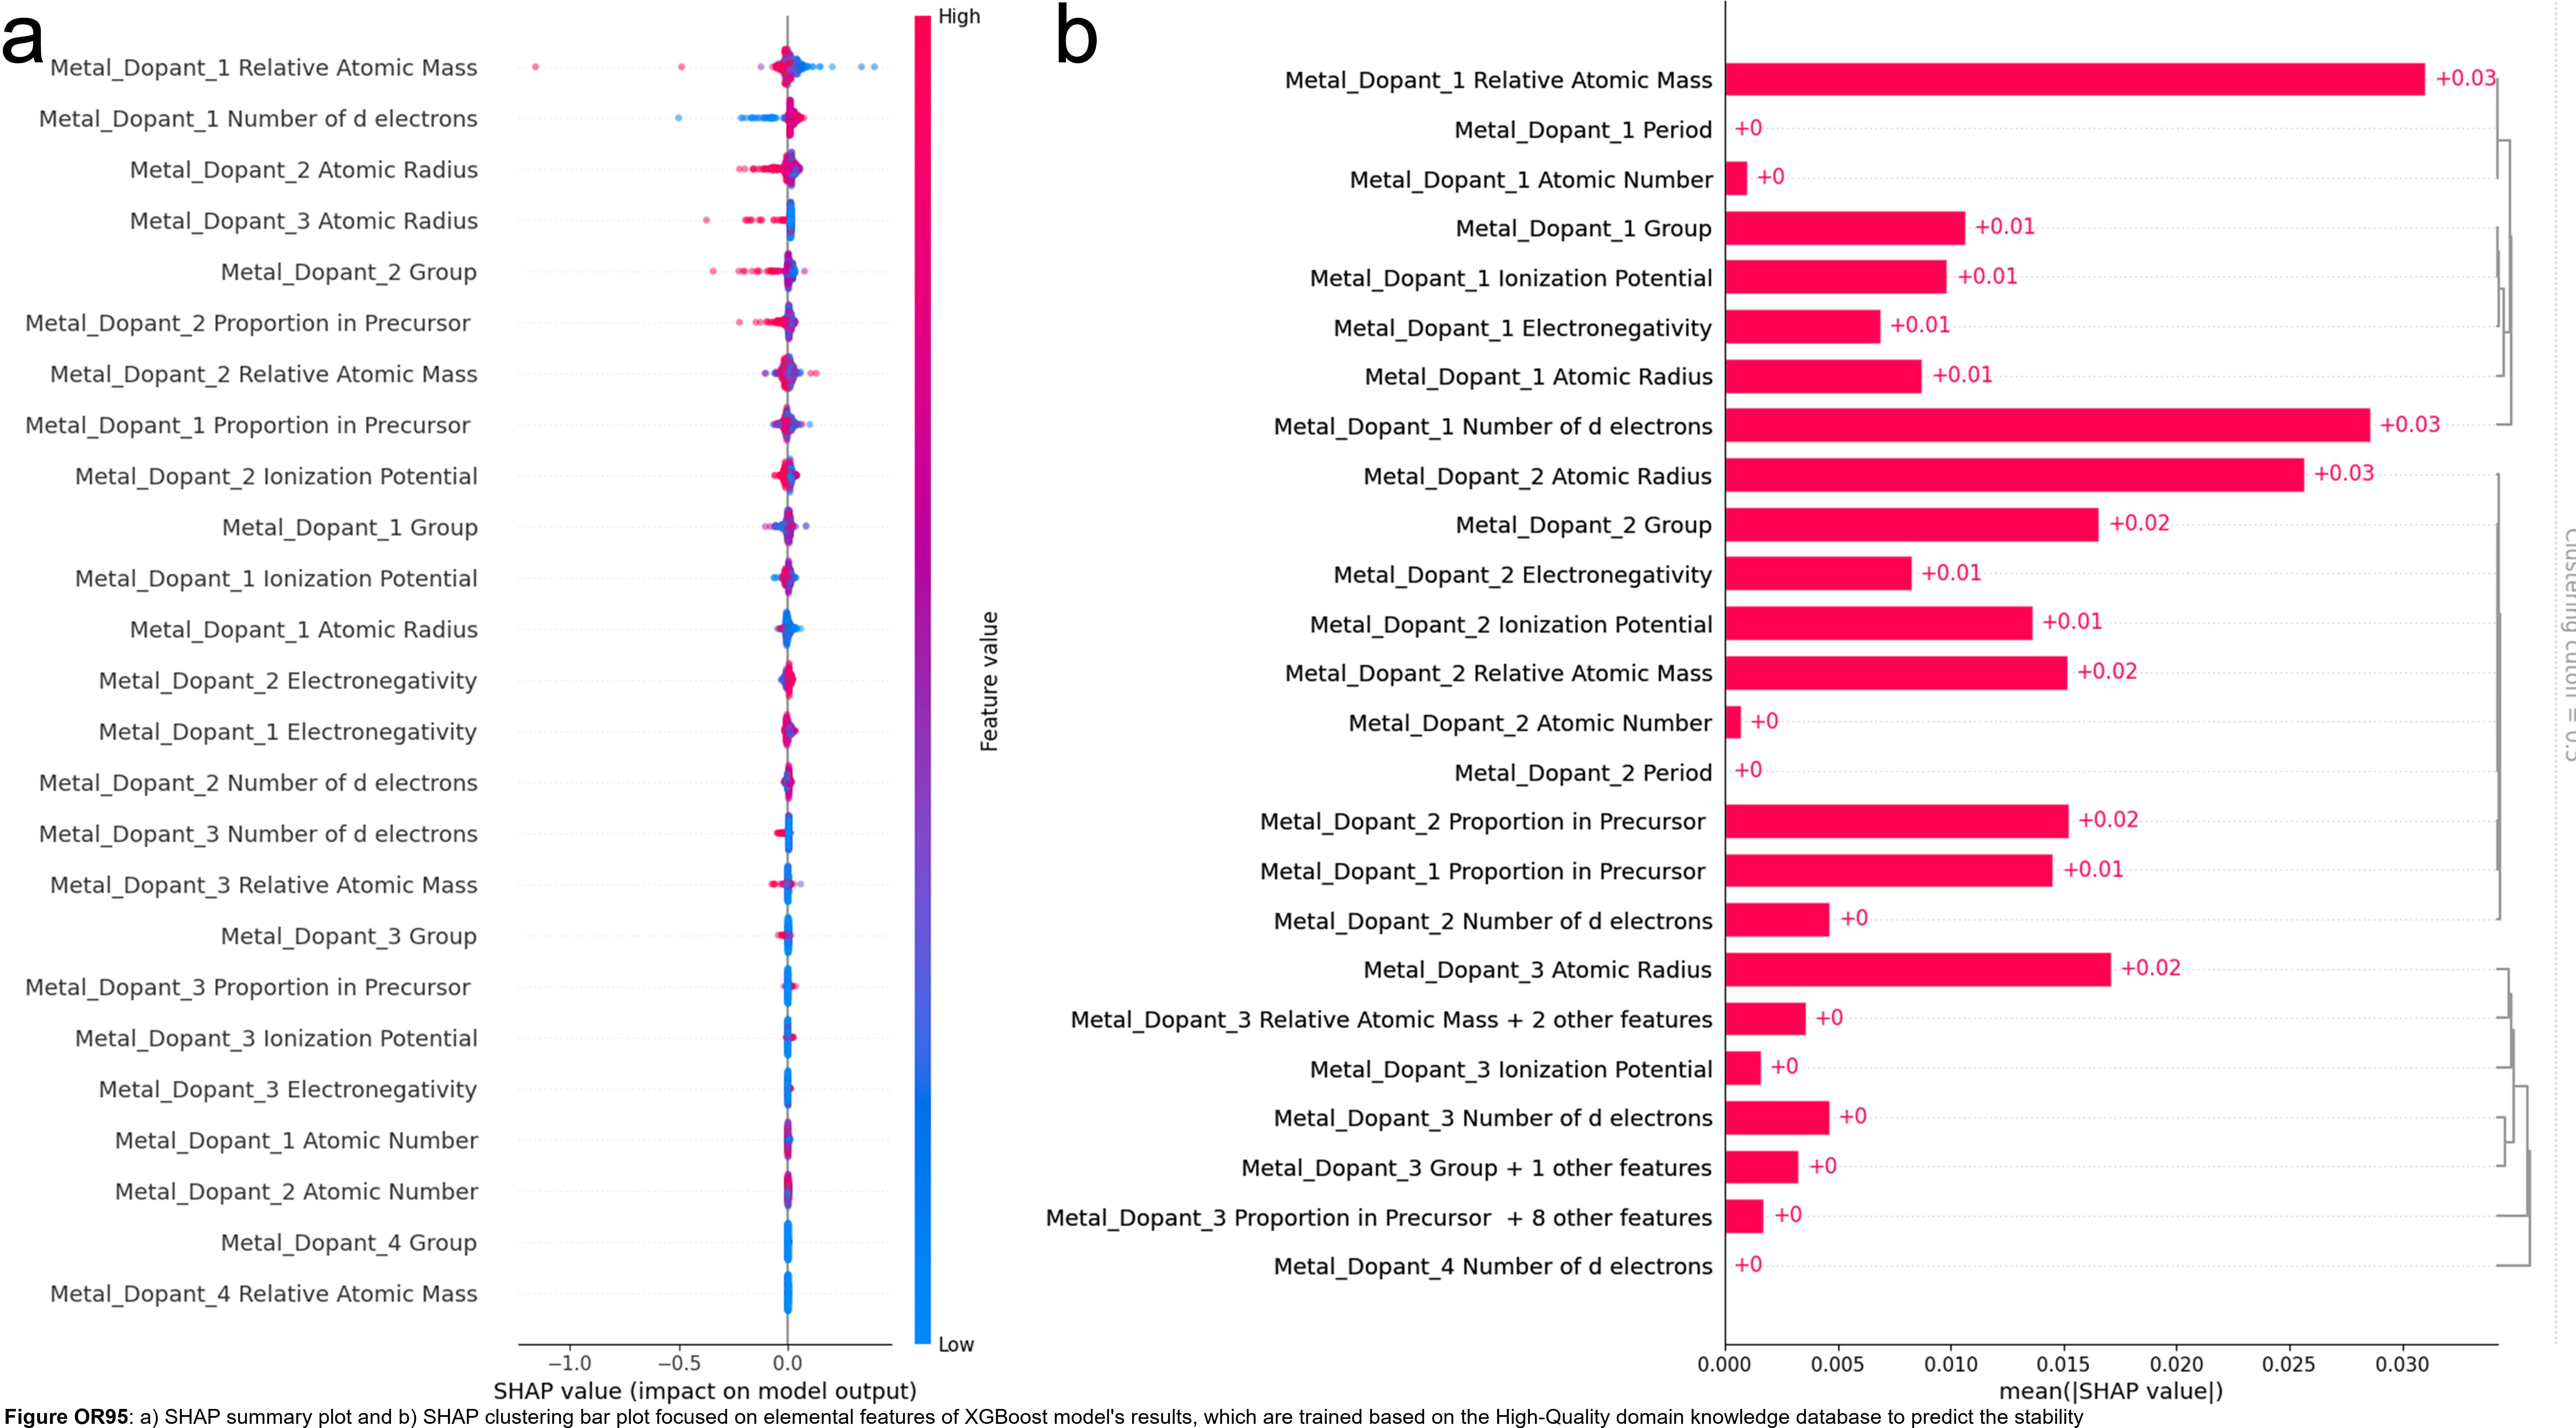 a
High
Metal_Dopant_1 Relative Atomic Mass
Metal_Dopant_1 Number of d electrons
Metal_Dopant_2 Atomic Radius
Metal_Dopant_3 Atomic Radius
Metal_Dopant_2 Group
Metal_Dopant_2 Proportion in Precursor
Metal_Dopant_2 Relative Atomic Mass
Metal_Dopant_1 Proportion in Precursor
Metal_Dopant_2 Ionization Potential
Metal_Dopant_1 Group
Metal_Dopant_1 Ionization Potential
Metal_Dopant_1 Atomic Radius
Metal_Dopant_2 Electronegativity
Metal_Dopant_1 Electronegativity
Metal_Dopant_2 Number of d electrons
Metal_Dopant_3 Number of d electrons
Metal_Dopant_3 Relative Atomic Mass
Metal_Dopant_3 Group
Metal_Dopant_3 Proportion in Precursor
Metal_Dopant_3 Ionization Potential
Metal_Dopant_3 Electronegativity
Metal_Dopant_1 Atomic Number
Metal_Dopant_2 Atomic Number
Metal_Dopant_4 Group
Metal_Dopant_4 Relative Atomic Mass
Feature value
Low
−1.0 −0.5 0.0
SHAP value (impact on model output)
b
Metal_Dopant_1 Relative Atomic Mass +0.03
Metal_Dopant_1 Period +0
Metal_Dopant_1 Atomic Number +0
Metal_Dopant_1 Group +0.01
Metal_Dopant_1 Ionization Potential +0.01
Metal_Dopant_1 Electronegativity +0.01
Metal_Dopant_1 Atomic Radius +0.01
Metal_Dopant_1 Number of d electrons +0.03
Metal_Dopant_2 Atomic Radius +0.03
Metal_Dopant_2 Group +0.02
Metal_Dopant_2 Electronegativity +0.01
Metal_Dopant_2 Ionization Potential +0.01
Metal_Dopant_2 Relative Atomic Mass +0.02
Metal_Dopant_2 Atomic Number +0
Metal_Dopant_2 Period +0
Metal_Dopant_2 Proportion in Precursor +0.02
Metal_Dopant_1 Proportion in Precursor +0.01
Metal_Dopant_2 Number of d electrons +0
Metal_Dopant_3 Atomic Radius +0.02
Metal_Dopant_3 Relative Atomic Mass + 2 other features +0
Metal_Dopant_3 Ionization Potential +0
Metal_Dopant_3 Number of d electrons +0
Metal_Dopant_3 Group + 1 other features +0
Metal_Dopant_3 Proportion in Precursor + 8 other features +0
Metal_Dopant_4 Number of d electrons +0
Clustering cutoff = 0.5
0.000 0.005 0.010 0.015 0.020 0.025 0.030
mean(|SHAP value|)
Figure OR95: a) SHAP summary plot and b) SHAP clustering bar plot focused on elemental features of XGBoost model's results, which are trained based on the High-Quality domain knowledge database to predict the stability